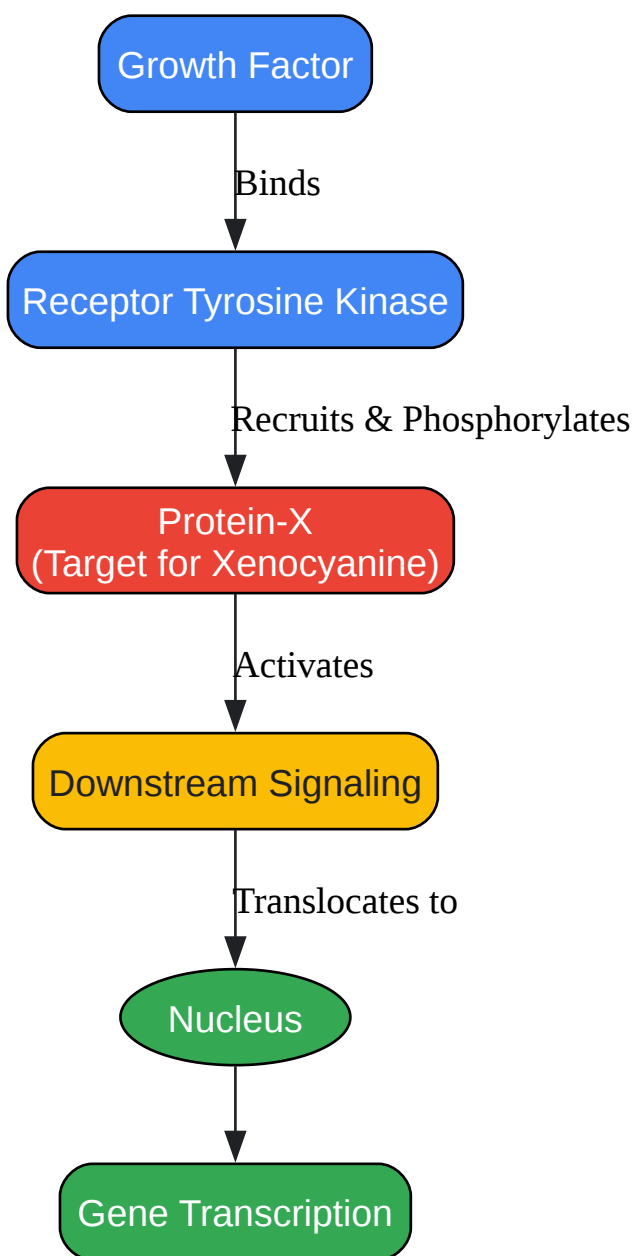 Growth Factor
Binds
Receptor Tyrosine Kinase
Recruits & Phosphorylates
Protein-X
(Target for Xenocyanine)
Activates
Downstream Signaling
Translocates to
Nucleus
Gene Transcription